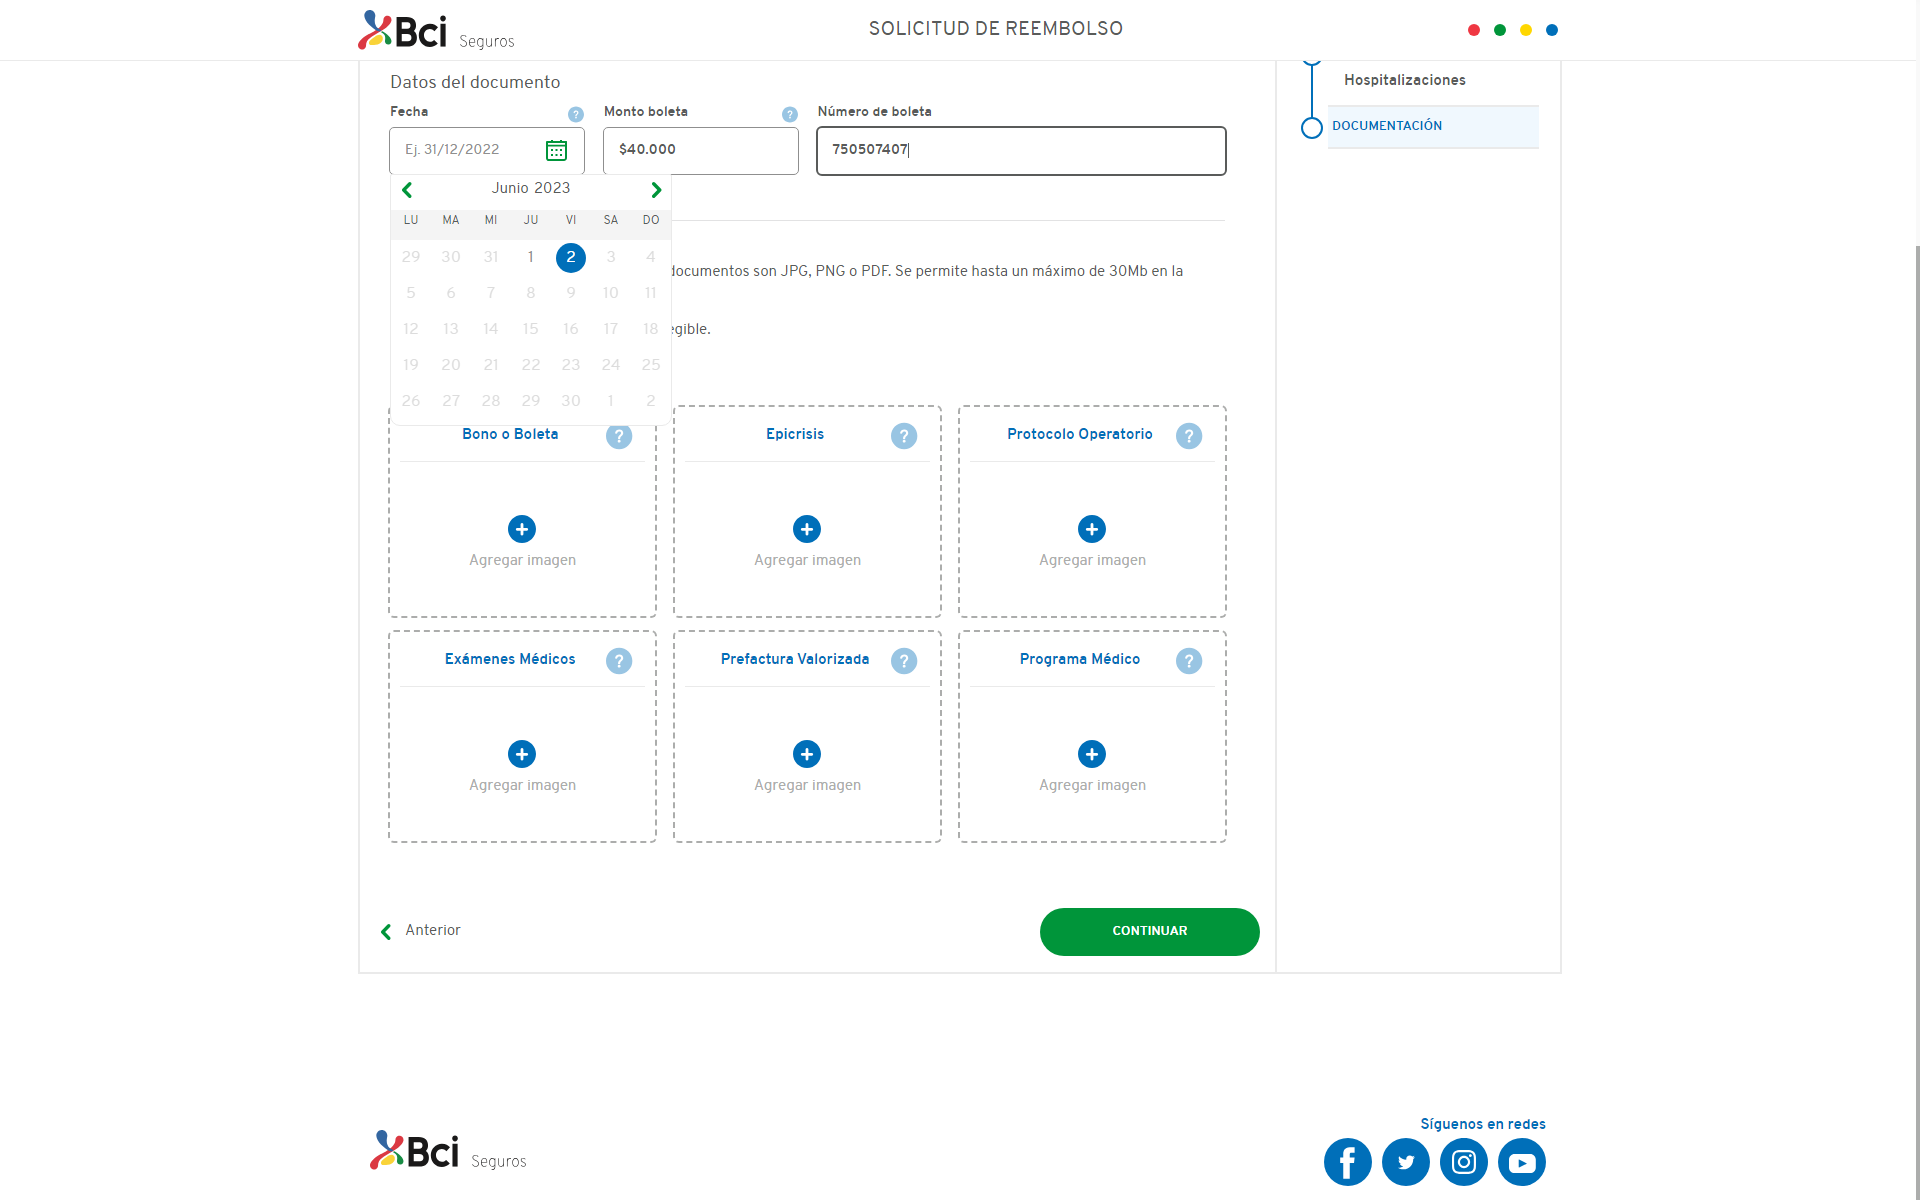 Bci Seguros
SOLICITUD DE REEMBOLSO
Datos del documento
Hospitalizaciones
DOCUMENTACIÓN
Fecha ?
Monto boleta ?
Número de boleta
Ej. 31/12/2022
$40.000
750507407
Junio 2023
LU MA MI JU VI SA DO
29 30 31 1 2 3 4
5 6 7 8 9 10 11
12 13 14 15 16 17 18
19 20 21 22 23 24 25
26 27 28 29 30 1 2
documentos son JPG, PNG o PDF. Se permite hasta un máximo de 30Mb en la
egible.
Bono o Boleta ?
Agregar imagen
Epicrisis ?
Agregar imagen
Protocolo Operatorio ?
Agregar imagen
Exámenes Médicos ?
Agregar imagen
Prefactura Valorizada ?
Agregar imagen
Programa Médico ?
Agregar imagen
Anterior
CONTINUAR
Bci Seguros
Síguenos en redes